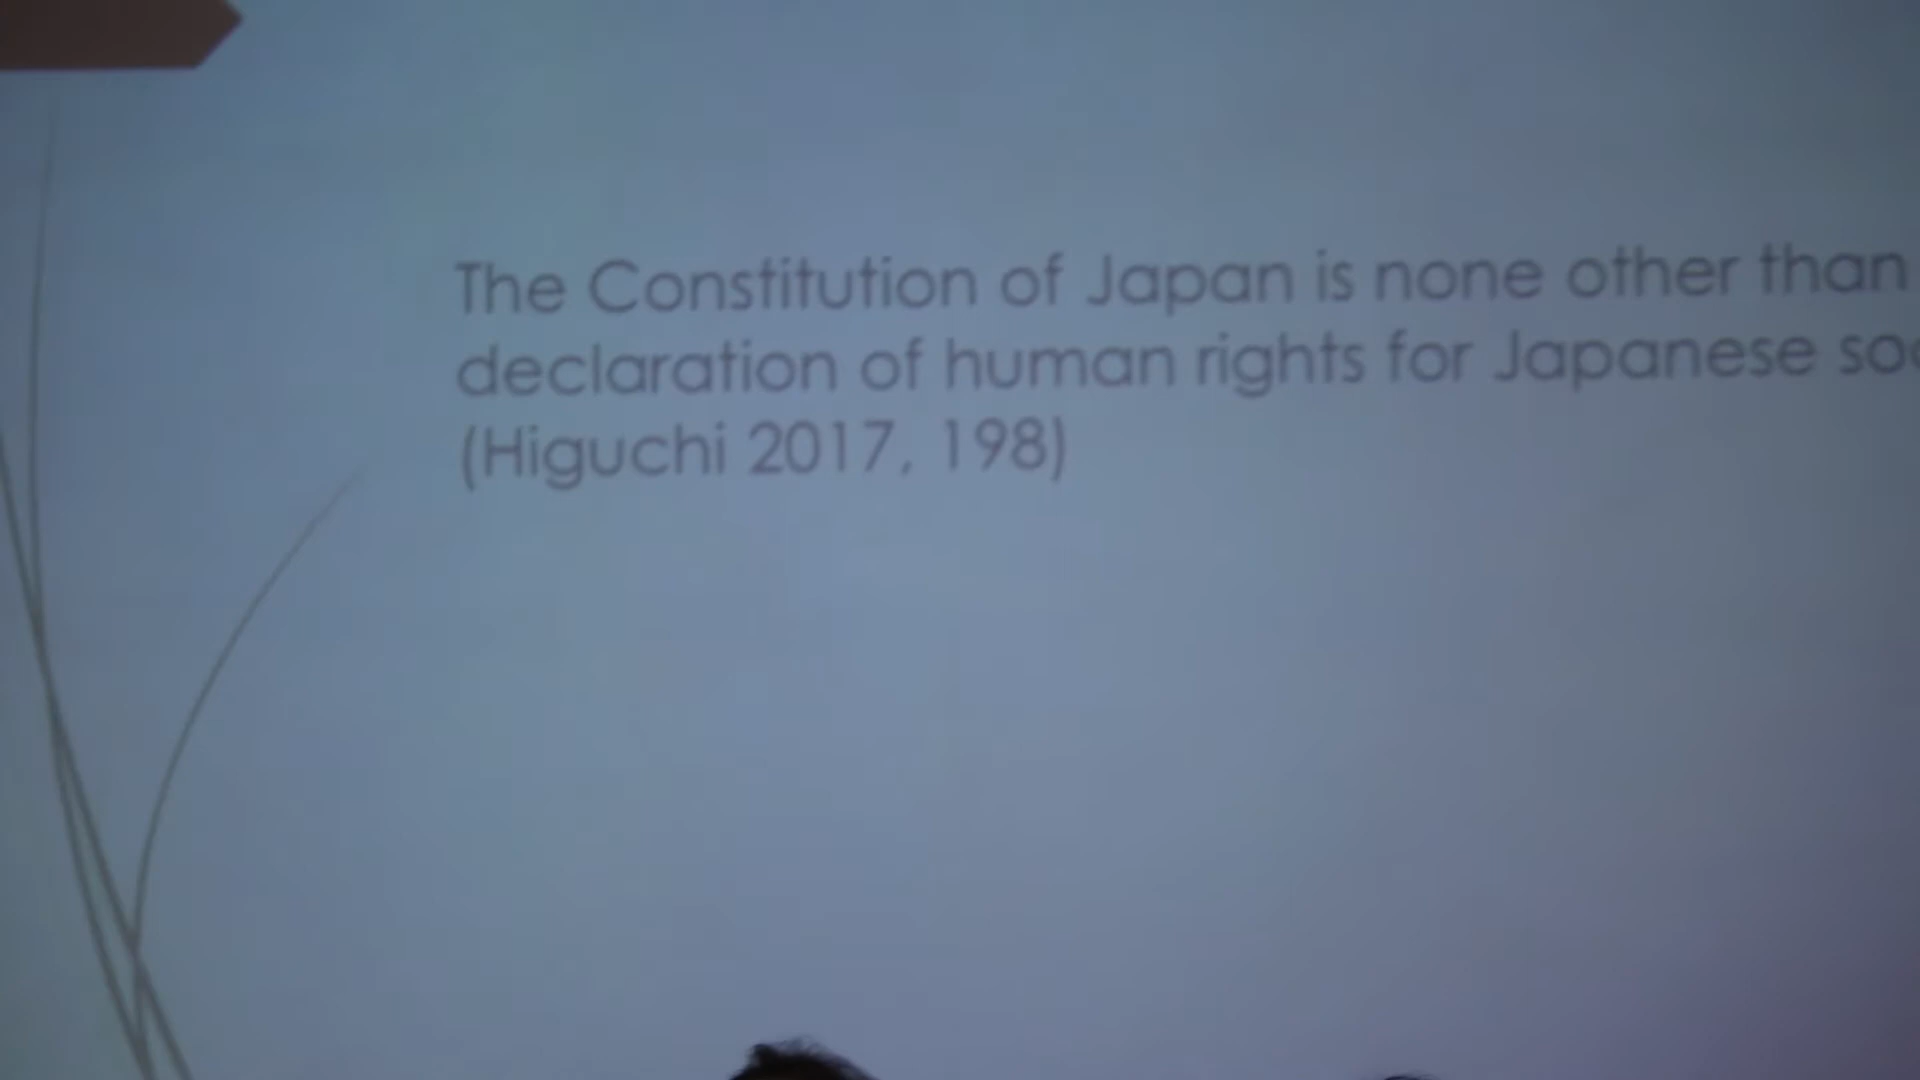 The Constitution of Japan is none other than
declaration of human rights for Japanese
(Higuchi 2017, 198)